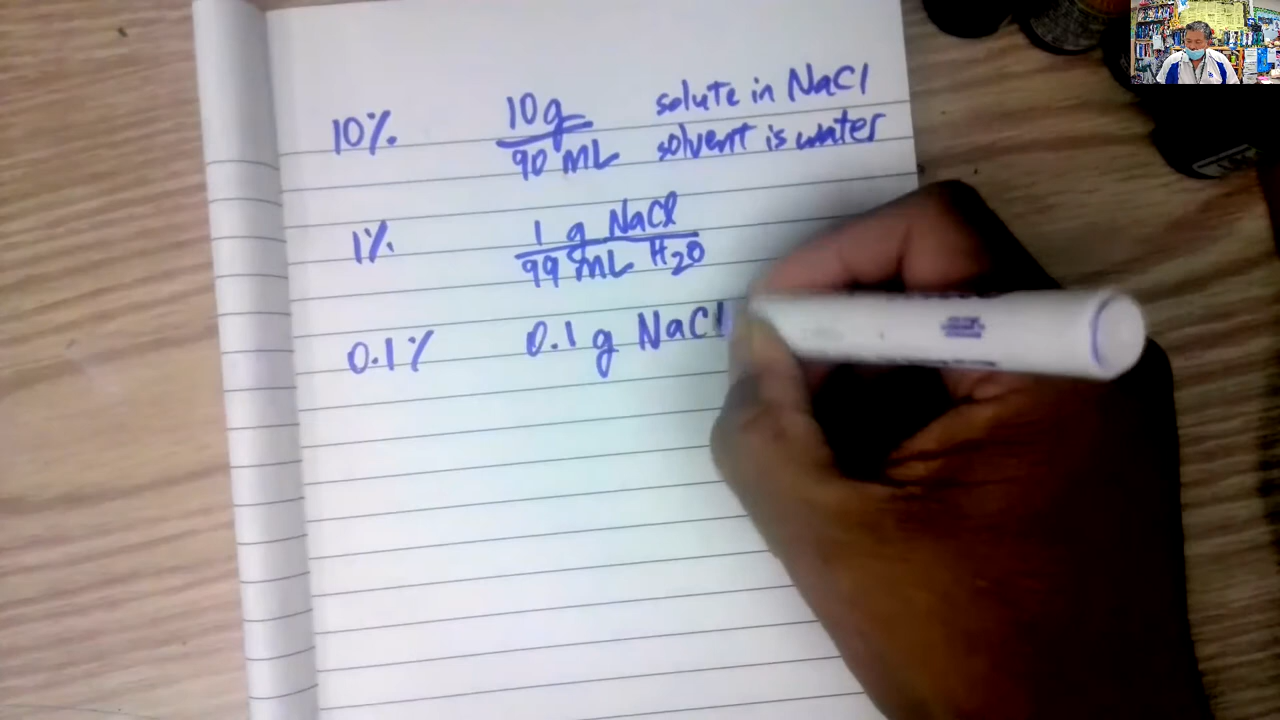 10% 10g solute in NaCl
90 ML solvent is water
1% 1 g NaCl
99 ML H2O
0.1% 0.1 g NaCl